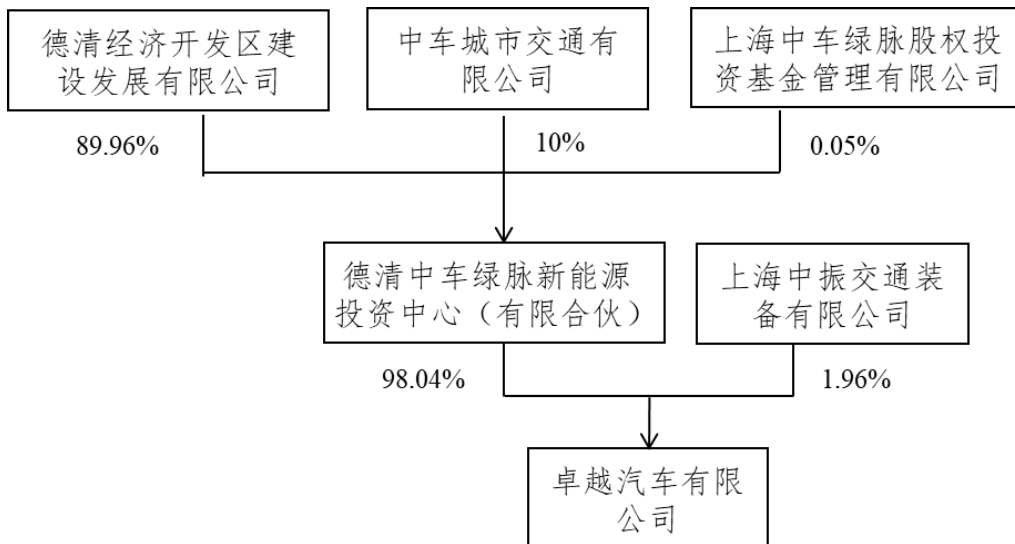 德清经济开发区建
设发展有限公司
中车城市交通有
限公司
上海中车绿脉股权投
资基金管理有限公司
89.96%
10%
0.05%
德清中车绿脉新能源
投资中心（有限合伙）
上海中振交通装
备有限公司
98.04%
1.96%
卓越汽车有限
公司